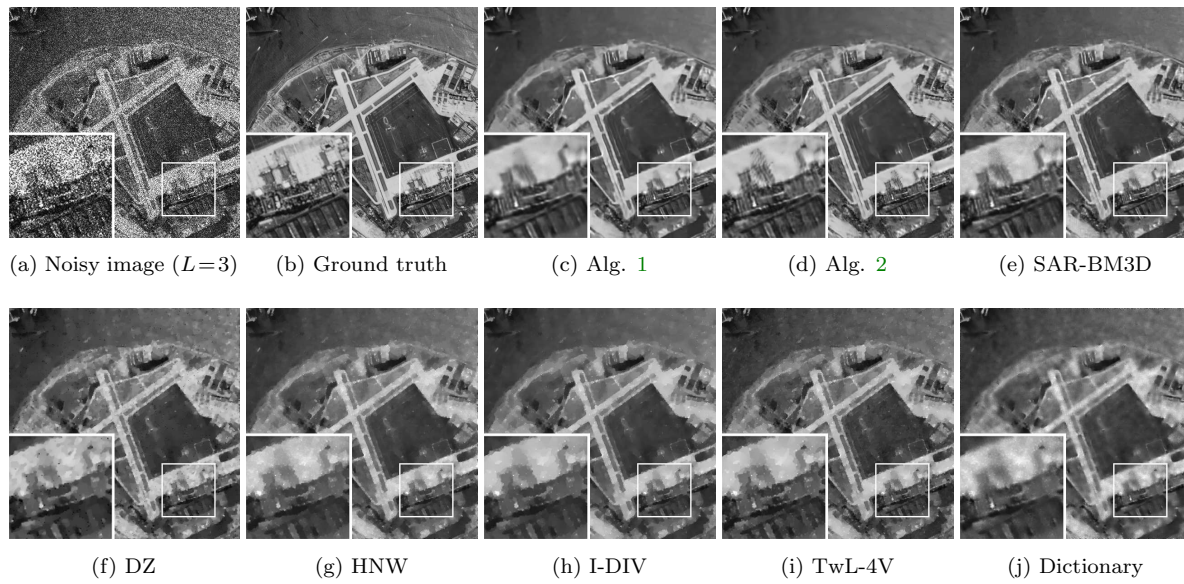 (a) Noisy image (L=3) (b) Ground truth (c) Alg. 1 (d) Alg. 2 (e) SAR-BM3D
(f) DZ (g) HNW (h) I-DIV (i) TwL-4V (j) Dictionary